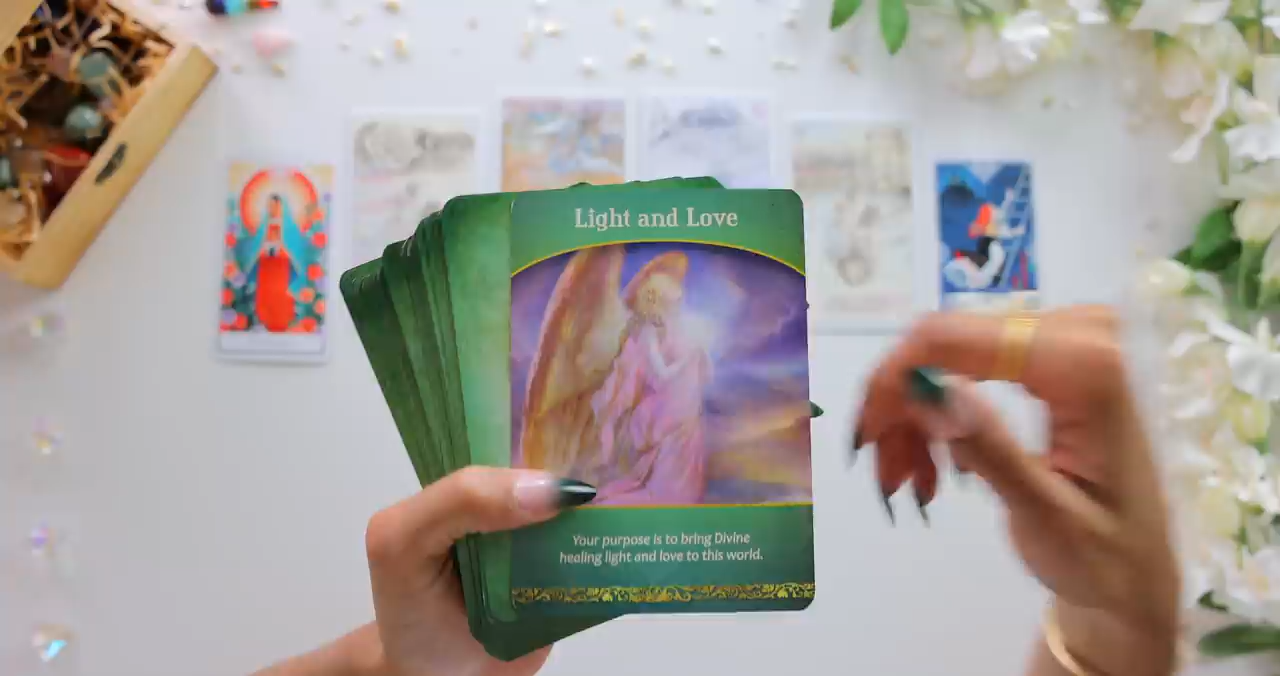 Light and Love
Your purpose is to bring Divine
healing light and love to this world.